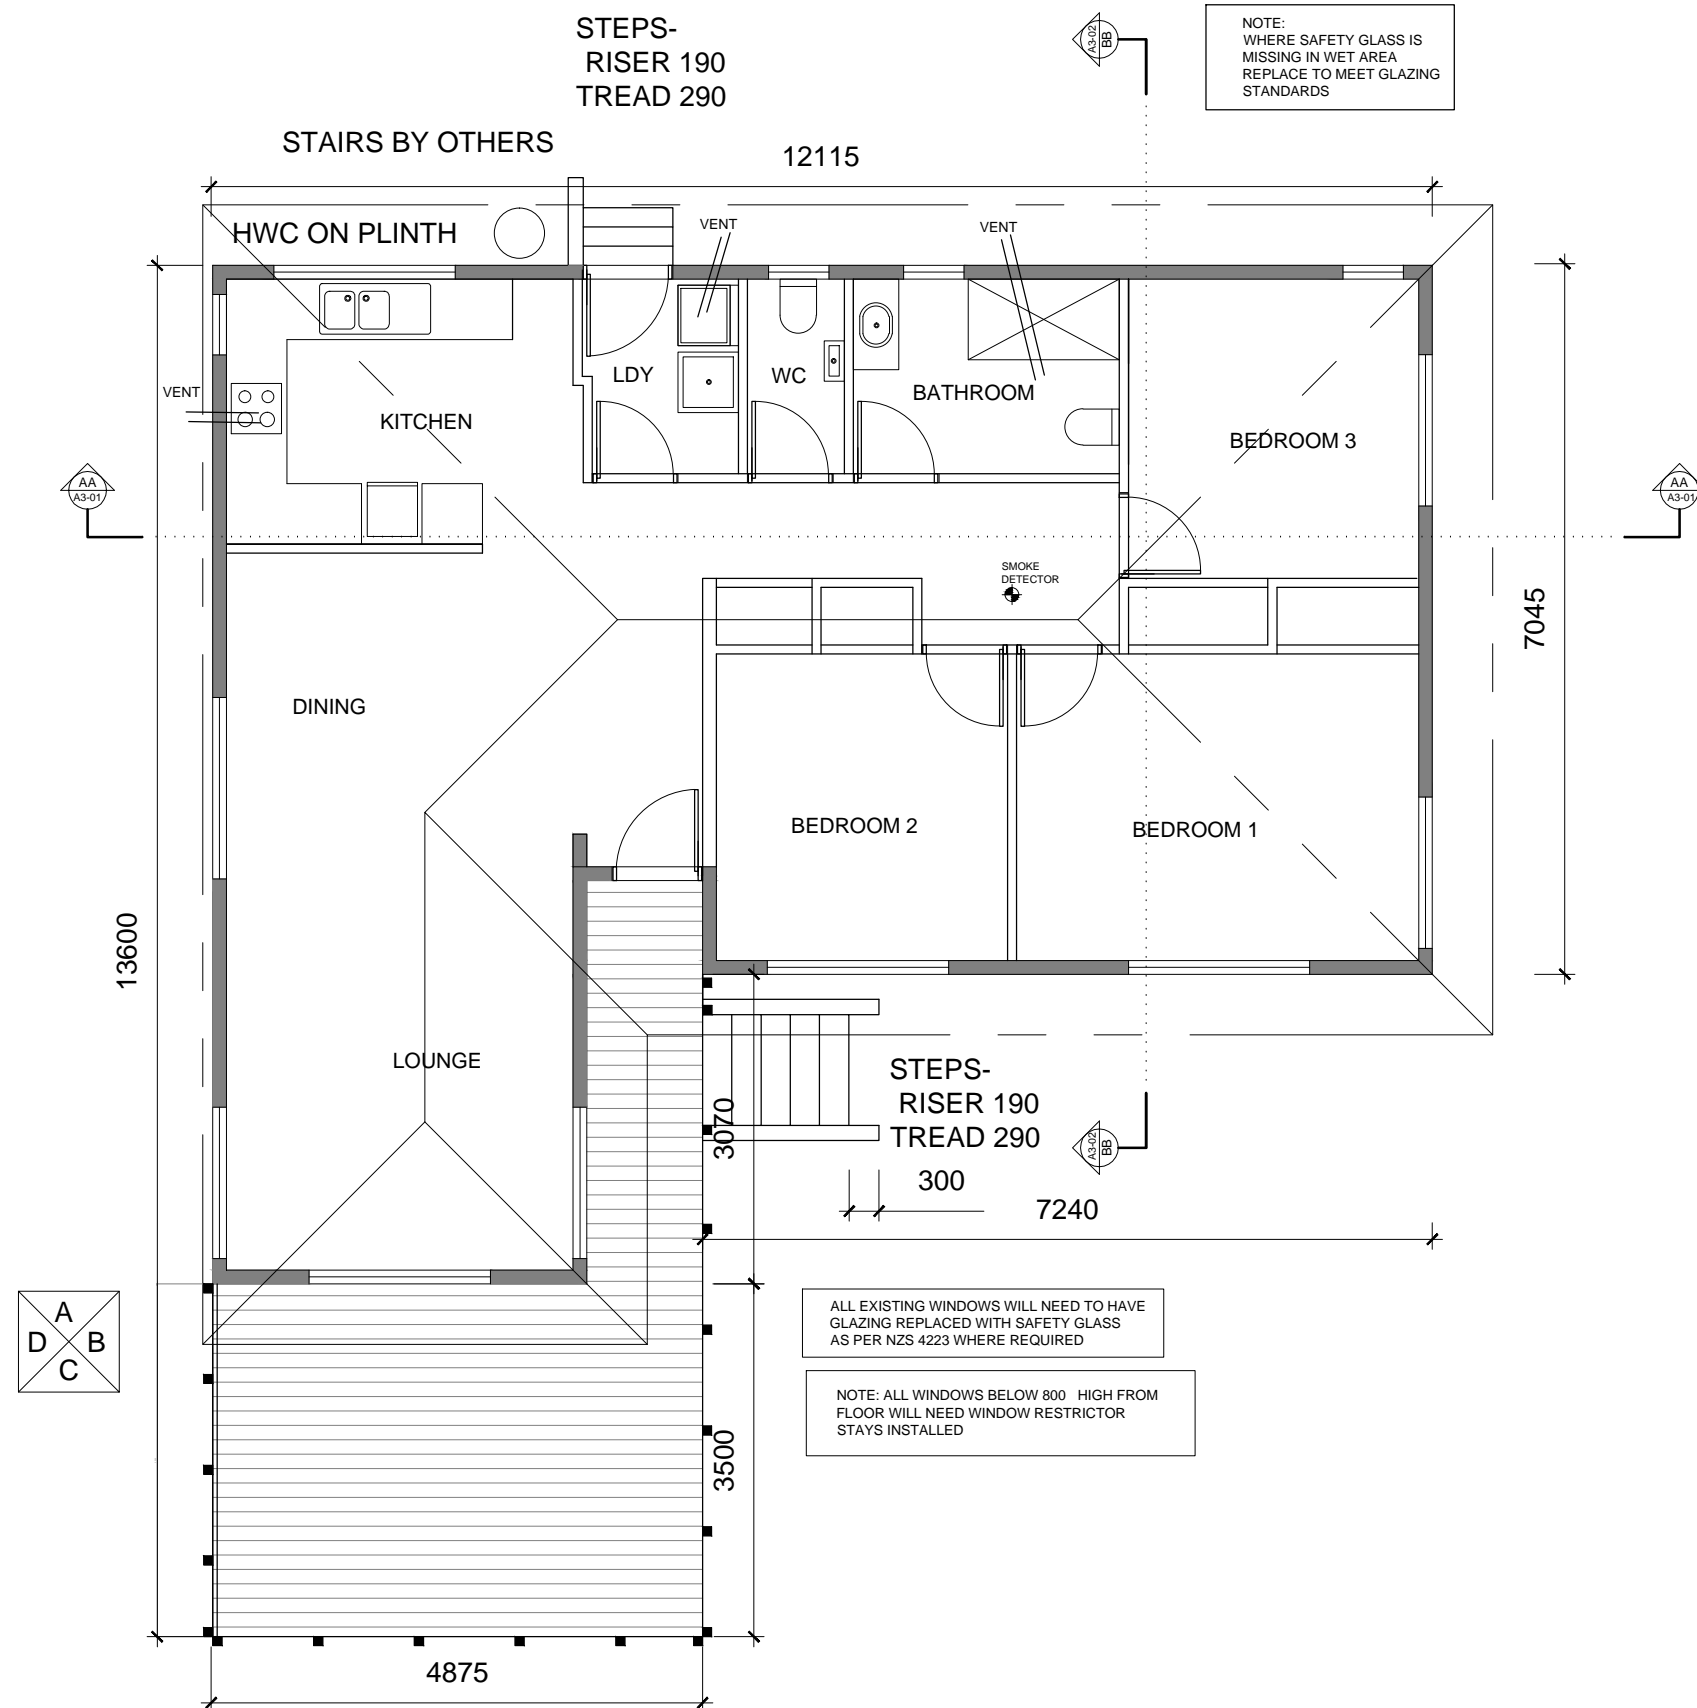 STEPS-
RISER 190
TREAD 290
A3-02
BB
NOTE:
WHERE SAFETY GLASS IS
MISSING IN WET AREA
REPLACE TO MEET GLAZING
STANDARDS
STAIRS BY OTHERS
12115
HWC ON PLINTH
VENT
VENT
LDY
WC
BATHROOM
VENT
KITCHEN
BEDROOM 3
AA
A3-01
AA
A3-01
SMOKE
DETECTOR
7045
DINING
BEDROOM 2
BEDROOM 1
13600
LOUNGE
STEPS-
RISER 190
TREAD 290
3070
A3-02
BB
300
7240
A
D B
C
ALL EXISTING WINDOWS WILL NEED TO HAVE
GLAZING REPLACED WITH SAFETY GLASS
AS PER NZS 4223 WHERE REQUIRED
NOTE: ALL WINDOWS BELOW 800 HIGH FROM
FLOOR WILL NEED WINDOW RESTRICTOR
STAYS INSTALLED
3500
4875